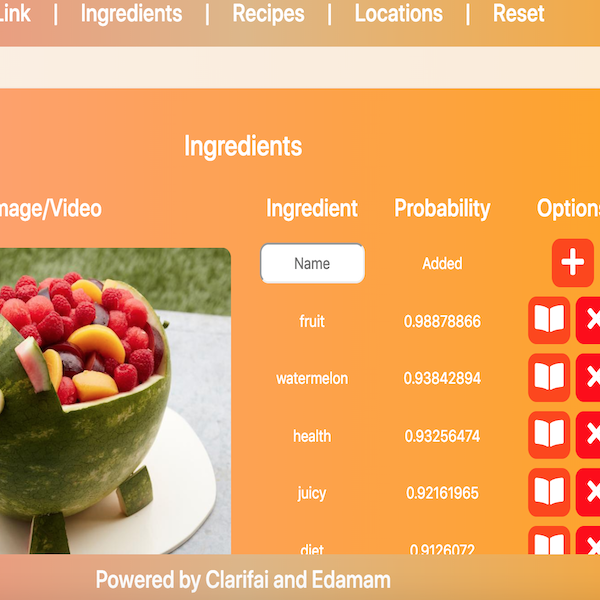 Link | Ingredients | Recipes | Locations | Reset
Ingredients
mage/Video Ingredient Probability Options
Name Added
fruit 0.98878866
watermelon 0.93842894
health 0.93256474
juicy 0.92161965
diet 0.9126072
Powered by Clarifai and Edamam